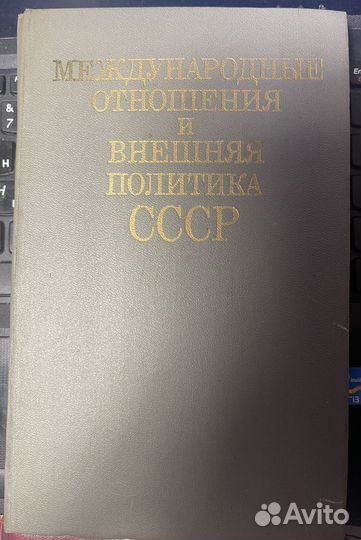 МЕЖДУНАРОДНЫЕ
ОТНОШЕНИЯ
И
ВНЕШНЯЯ
ПОЛИТИКА
СССР
Avito